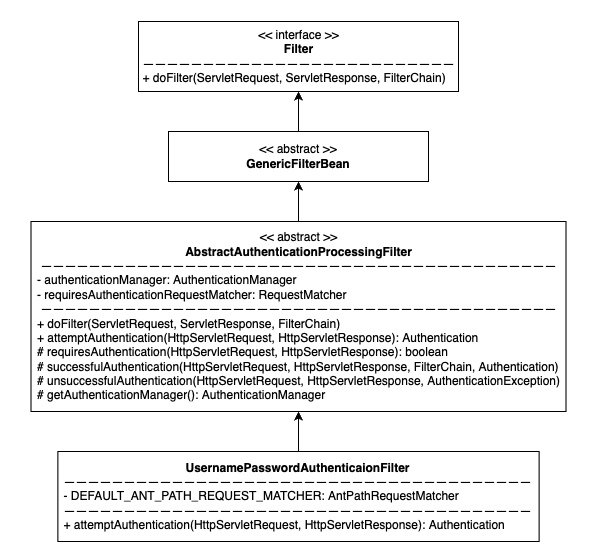 << interface >>
Filter
+ doFilter(ServletRequest, ServletResponse, FilterChain)
<< abstract >>
GenericFilterBean
<< abstract >>
AbstractAuthenticationProcessingFilter
- authenticationManager: AuthenticationManager
- requiresAuthenticationRequestMatcher: RequestMatcher
+ doFilter(ServletRequest, ServletResponse, FilterChain)
+ attemptAuthentication(HttpServletRequest, HttpServletResponse): Authentication
# requiresAuthentication(HttpServletRequest, HttpServletResponse): boolean
# successfulAuthentication(HttpServletRequest, HttpServletResponse, FilterChain, Authentication)
# unsuccessfulAuthentication(HttpServletRequest, HttpServletResponse, AuthenticationException)
# getAuthenticationManager(): AuthenticationManager
UsernamePasswordAuthenticaionFilter
- DEFAULT_ANT_PATH_REQUEST_MATCHER: AntPathRequestMatcher
+ attemptAuthentication(HttpServletRequest, HttpServletResponse): Authentication